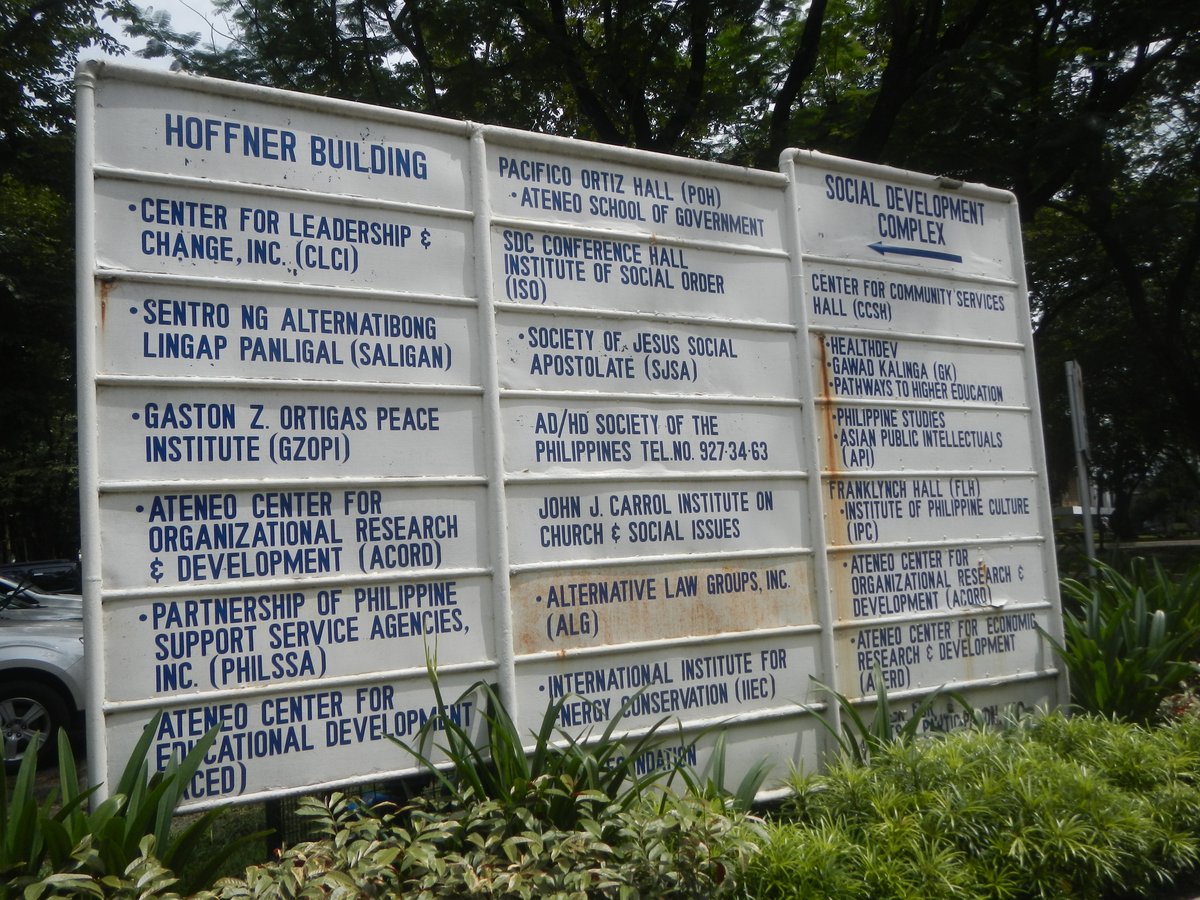 HOFFNER BUILDING
•CENTER FOR LEADERSHIP &
CHANGE, INC. (CLCI)
•SENTRO NG ALTERNATIBONG
LINGAP PANLIGAL (SALIGAN)
•GASTON Z. ORTIGAS PEACE
INSTITUTE (GZOPI)
•ATENEO CENTER FOR
ORGANIZATIONAL RESEARCH
& DEVELOPMENT (ACORD)
•PARTNERSHIP OF PHILIPPINE
SUPPORT SERVICE AGENCIES,
INC. (PHILSSA)
ATENEO CENTER FOR
EDUCATIONAL DEVELOPMENT
ACED)
PACIFICO ORTIZ HALL (POH)
•ATENEO SCHOOL OF GOVERNMENT
SDC CONFERENCE HALL
INSTITUTE OF SOCIAL ORDER
(ISO)
•SOCIETY OF JESUS SOCIAL
APOSTOLATE (SJSA)
AD/HD SOCIETY OF THE
PHILIPPINES TEL.NO. 927-34-63
JOHN J. CARROL INSTITUTE ON
CHURCH & SOCIAL ISSUES
•ALTERNATIVE LAW GROUPS, INC.
(ALG)
•INTERNATIONAL INSTITUTE FOR
ENERGY CONSERVATION (IIEC)
FOUNDATION
SOCIAL DEVELOPMENT
COMPLEX
CENTER FOR COMMUNITY SERVICES
HALL (CCSH)
•HEALTHDEV
•GAWAD KALINGA (GK)
•PATHWAYS TO HIGHER EDUCATION
•PHILIPPINE STUDIES
•ASIAN PUBLIC INTELLECTUALS
(API)
FRANKLYNCH HALL (FLH)
•INSTITUTE OF PHILIPPINE CULTURE
(IPC)
•ATENEO CENTER FOR
ORGANIZATIONAL RESEARCH &
DEVELOPMENT (ACORD)
•ATENEO CENTER FOR ECONOMIC
RESEARCH & DEVELOPMENT
(ACERD)
FOR